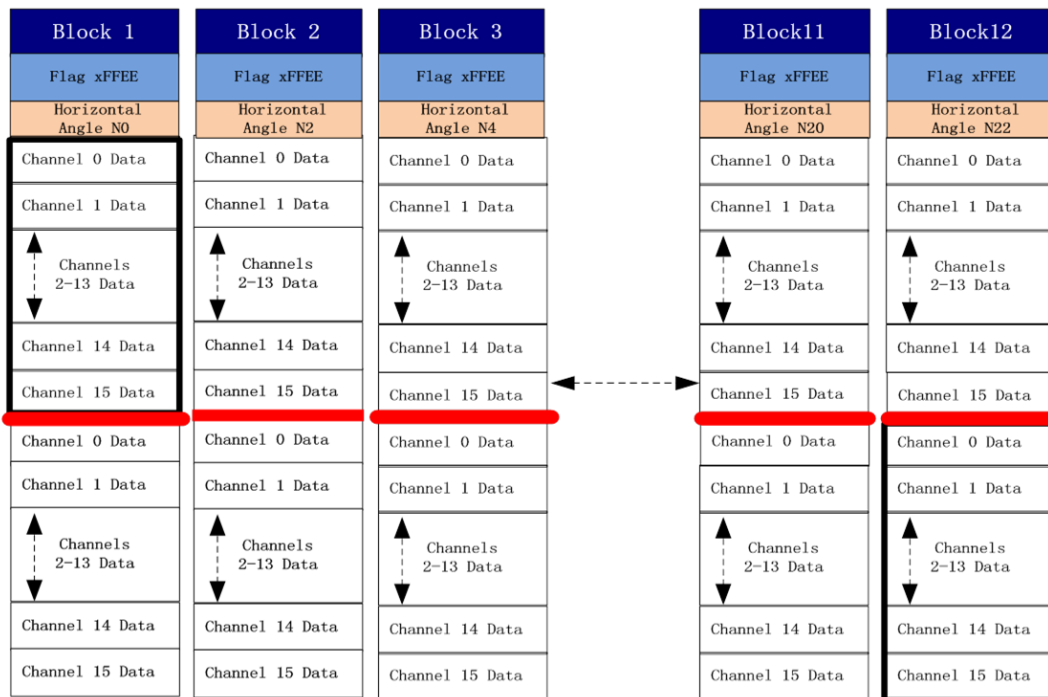 Block 1
Flag xFFEE
Horizontal
Angle N0
Channel 0 Data
Channel 1 Data
Channels
2-13 Data
Channel 14 Data
Channel 15 Data
Channel 0 Data
Channel 1 Data
Channels
2-13 Data
Channel 14 Data
Channel 15 Data
Block 2
Flag xFFEE
Horizontal
Angle N2
Channel 0 Data
Channel 1 Data
Channels
2-13 Data
Channel 14 Data
Channel 15 Data
Channel 0 Data
Channel 1 Data
Channels
2-13 Data
Channel 14 Data
Channel 15 Data
Block 3
Flag xFFEE
Horizontal
Angle N4
Channel 0 Data
Channel 1 Data
Channels
2-13 Data
Channel 14 Data
Channel 15 Data
Channel 0 Data
Channel 1 Data
Channels
2-13 Data
Channel 14 Data
Channel 15 Data
Block11
Flag xFFEE
Horizontal
Angle N20
Channel 0 Data
Channel 1 Data
Channels
2-13 Data
Channel 14 Data
Channel 15 Data
Channel 0 Data
Channel 1 Data
Channels
2-13 Data
Channel 14 Data
Channel 15 Data
Block12
Flag xFFEE
Horizontal
Angle N22
Channel 0 Data
Channel 1 Data
Channels
2-13 Data
Channel 14 Data
Channel 15 Data
Channel 0 Data
Channel 1 Data
Channels
2-13 Data
Channel 14 Data
Channel 15 Data